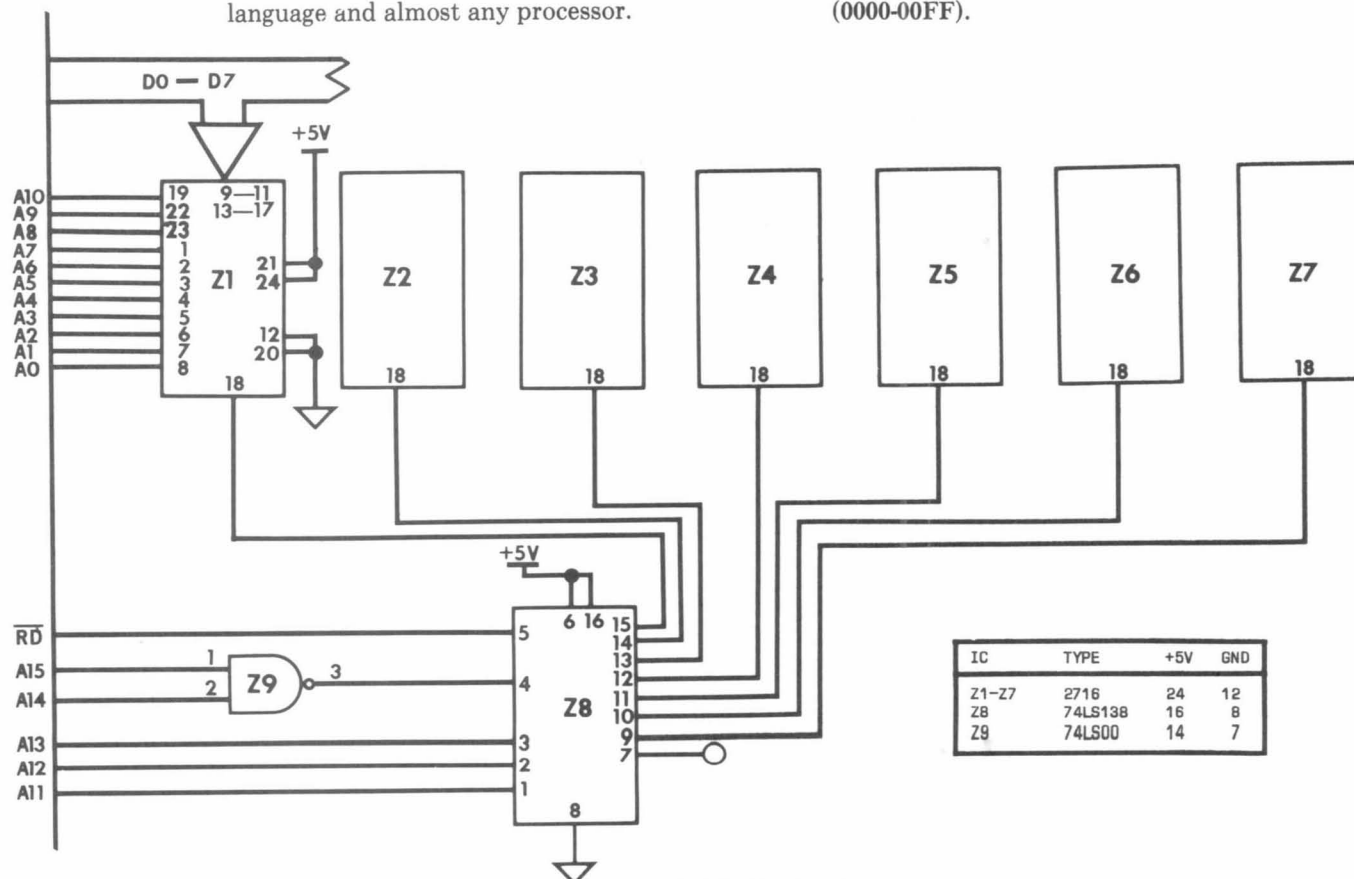 language and almost any processor.
(0000-00FF).
D0 — D7
+5V
A10
A9
A8
A7
A6
A5
A4
A3
A2
A1
A0
19 9—11
22 13—17
23
1
2
3
4
5
6
7
8
Z1
21
24
12
20
18
Z2
18
Z3
18
Z4
18
Z5
18
Z6
18
Z7
18
+5V
RD
A15
A14
A13
A12
A11
1
2
Z9
3
6 16
5
4
3
2
1
Z8
15
14
13
12
11
10
9
7
8
IC TYPE +5V GND
Z1-Z7 2716 24 12
Z8 74LS138 16 8
Z9 74LS00 14 7